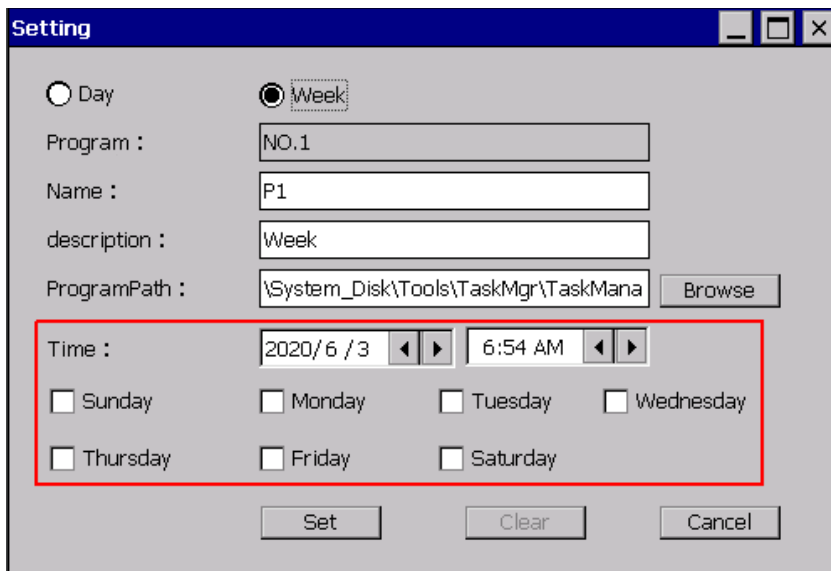 Setting
Day Week
Program : NO.1
Name : P1
description : Week
ProgramPath : \System_Disk\Tools\TaskMgr\TaskMana Browse
Time : 2020/ 6 / 3 6:54 AM
Sunday Monday Tuesday Wednesday
Thursday Friday Saturday
Set Clear Cancel